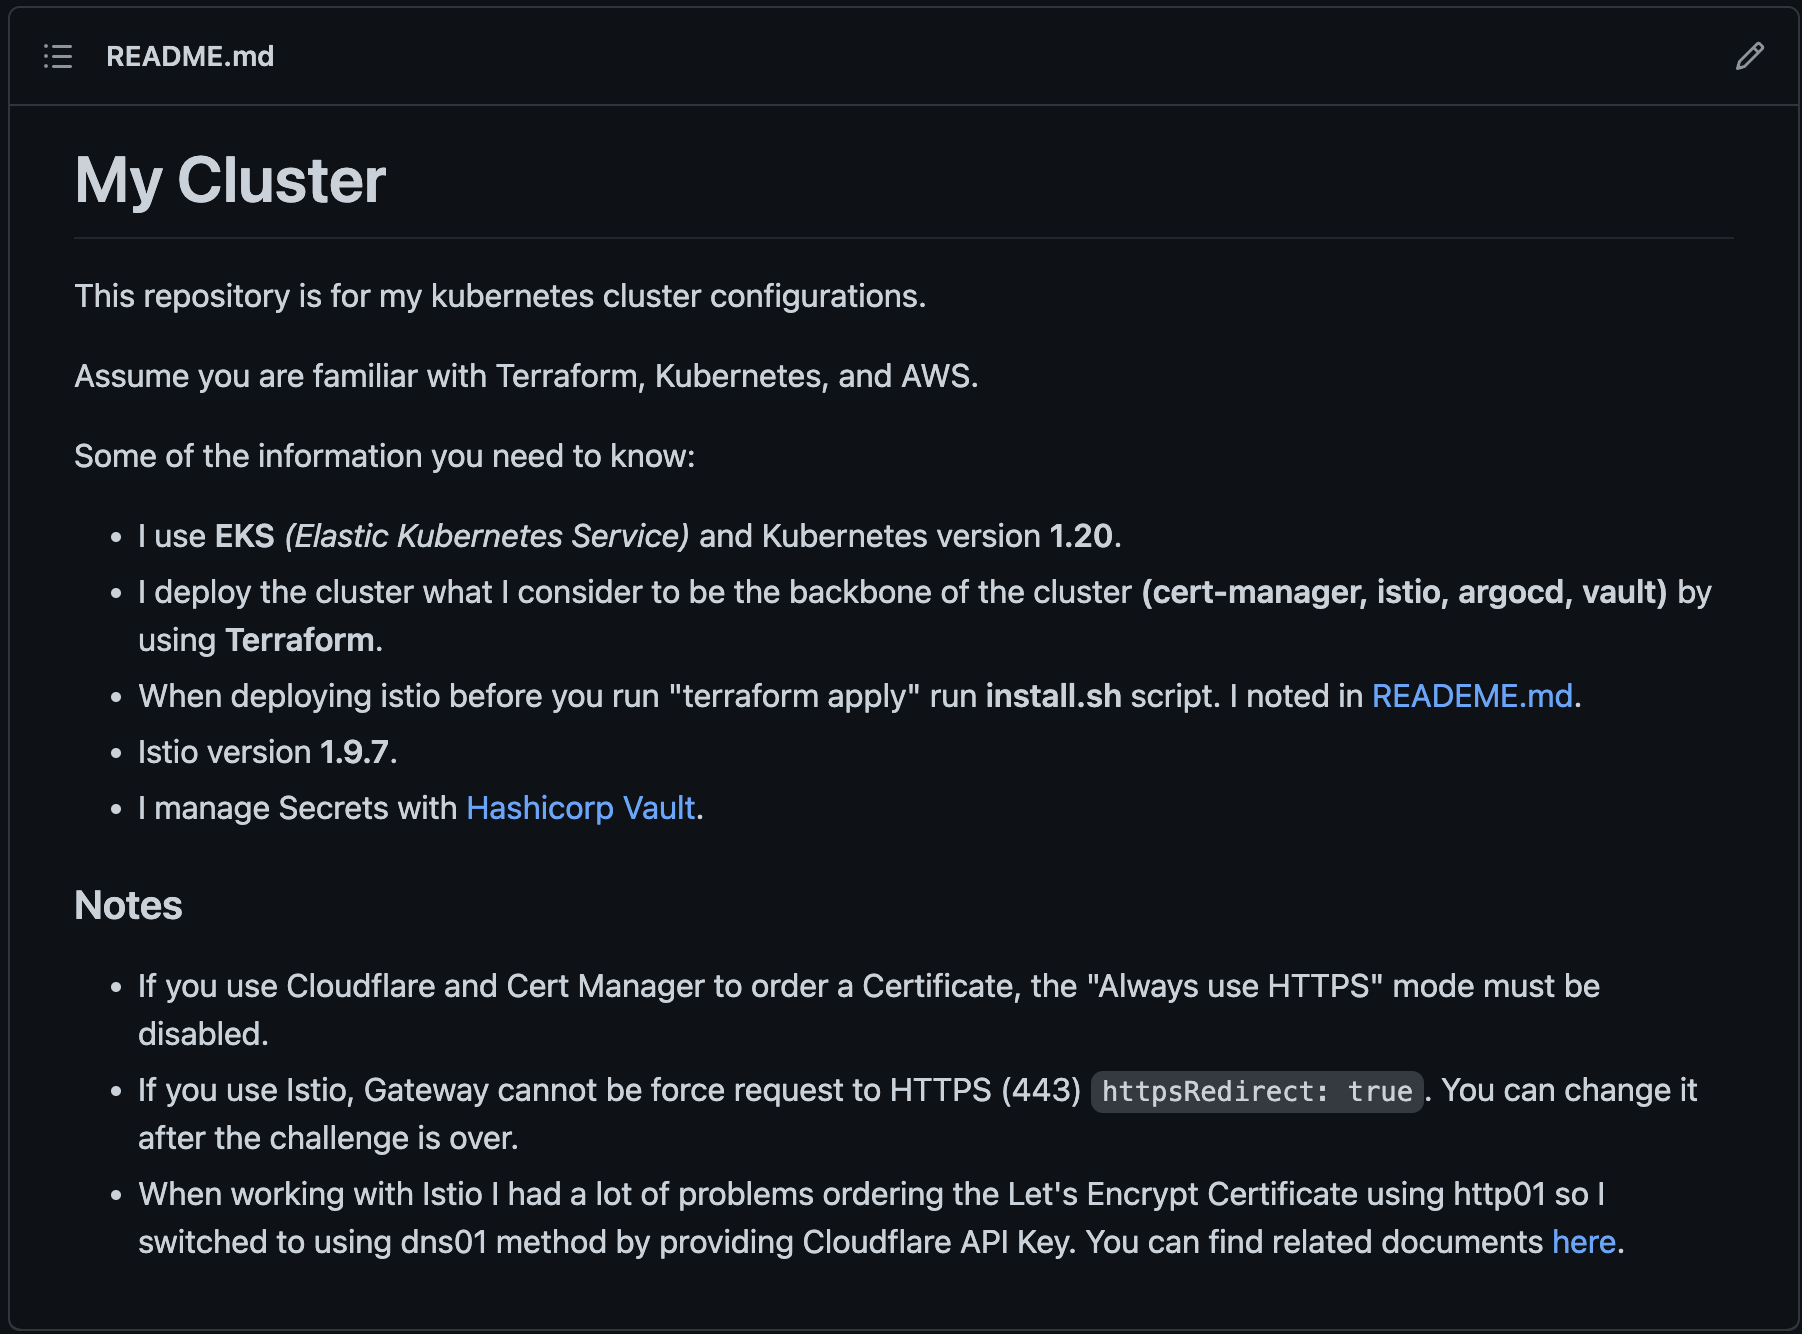 README.md
My Cluster
This repository is for my kubernetes cluster configurations.
Assume you are familiar with Terraform, Kubernetes, and AWS.
Some of the information you need to know:
I use EKS (Elastic Kubernetes Service) and Kubernetes version 1.20.
I deploy the cluster what I consider to be the backbone of the cluster (cert-manager, istio, argocd, vault) by
using Terraform.
When deploying istio before you run "terraform apply" run install.sh script. I noted in READEME.md.
Istio version 1.9.7.
I manage Secrets with Hashicorp Vault.
Notes
If you use Cloudflare and Cert Manager to order a Certificate, the "Always use HTTPS" mode must be
disabled.
If you use Istio, Gateway cannot be force request to HTTPS (443) httpsRedirect: true. You can change it
after the challenge is over.
When working with Istio I had a lot of problems ordering the Let's Encrypt Certificate using http01 so I
switched to using dns01 method by providing Cloudflare API Key. You can find related documents here.